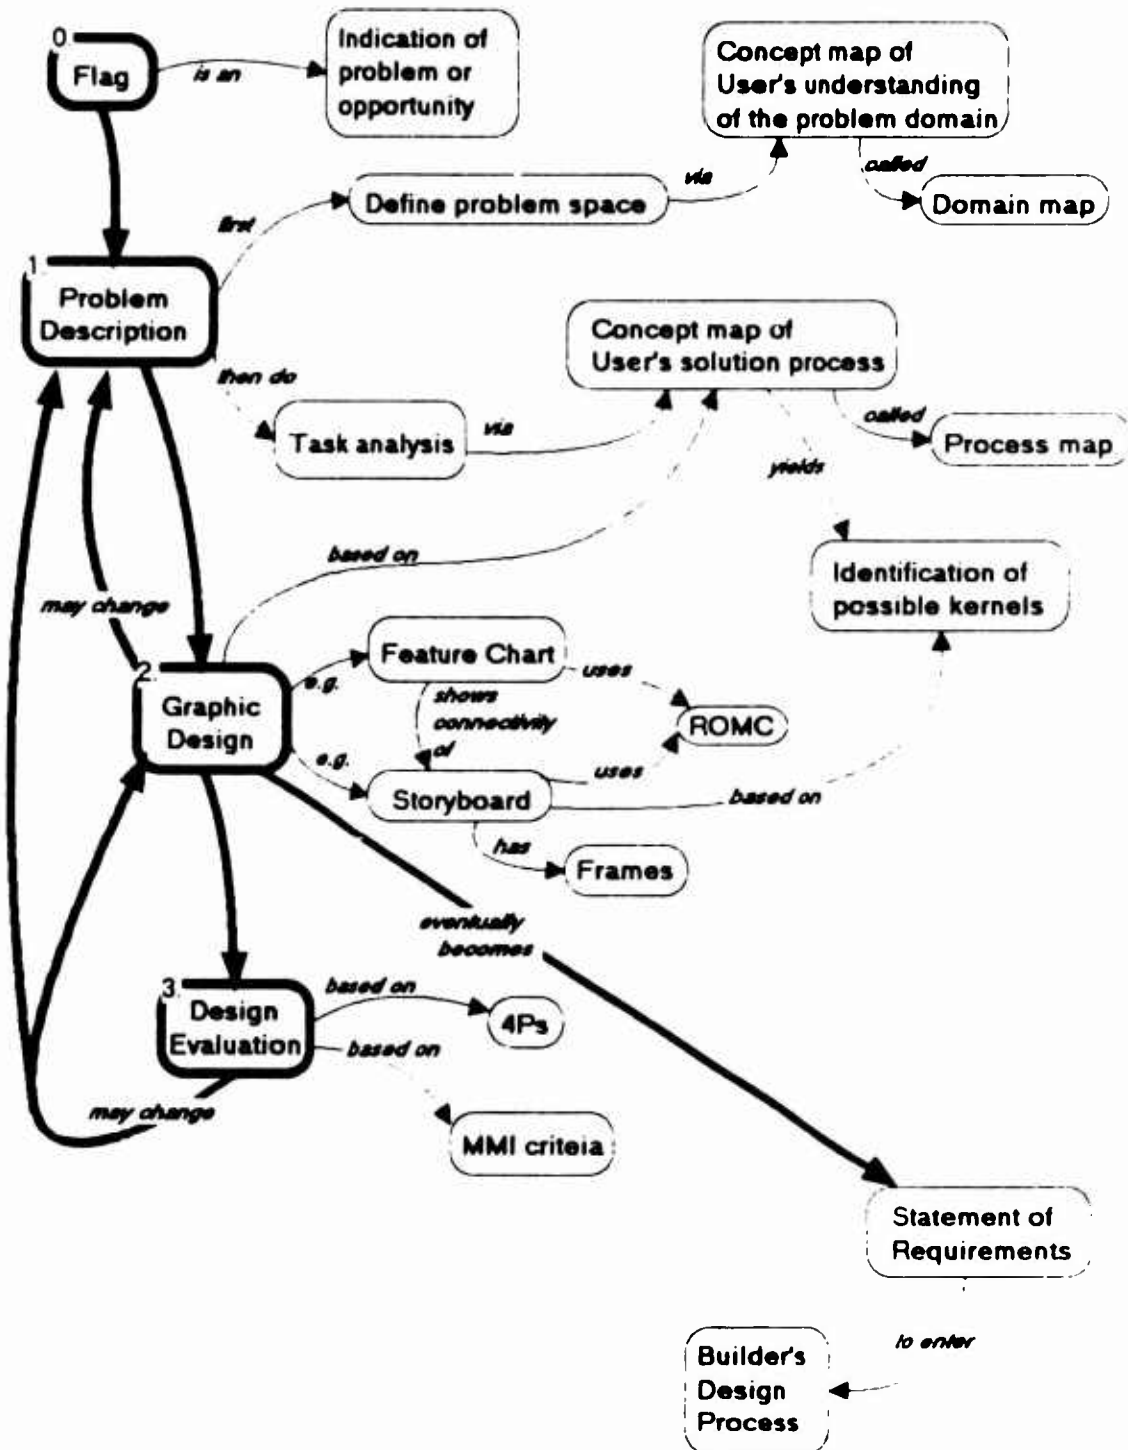 0.
Flag
is an
Indication of
problem or
opportunity
Concept map of
User's understanding
of the problem domain
via
called
Define problem space
Domain map
first
1.
Problem
Description
then do
Task analysis
via
Concept map of
User's solution process
called
Process map
yields
based on
Identification of
possible kernels
may change
2.
Graphic
Design
e.g.
Feature Chart
uses
shows
connectivity
of
ROMC
e.g.
uses
Storyboard
based on
has
Frames
eventually
becomes
3.
Design
Evaluation
based on
4Ps
based on
may change
MMI criteia
Statement of
Requirements
to enter
Builder's
Design
Process